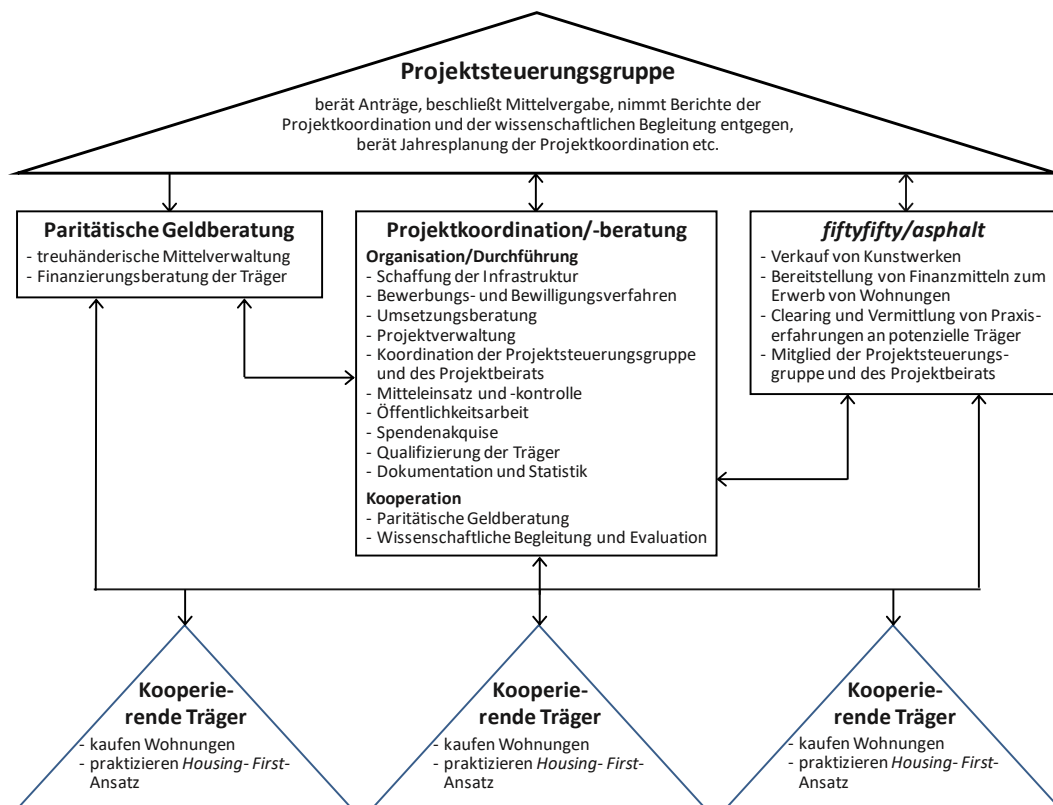 Projektsteuerungsgruppe
berät Anträge, beschließt Mittelvergabe, nimmt Berichte der
Projektkoordination und der wissenschaftlichen Begleitung entgegen,
berät Jahresplanung der Projektkoordination etc.
Paritätische Geldberatung
- treuhänderische Mittelverwaltung
- Finanzierungsberatung der Träger
Projektkoordination/-beratung
Organisation/Durchführung
- Schaffung der Infrastruktur
- Bewerbungs- und Bewilligungsverfahren
- Umsetzungsberatung
- Projektverwaltung
- Koordination der Projektsteuerungsgruppe
und des Projektbeirats
- Mitteleinsatz und -kontrolle
- Öffentlichkeitsarbeit
- Spendenakquise
- Qualifizierung der Träger
- Dokumentation und Statistik
Kooperation
- Paritätische Geldberatung
- Wissenschaftliche Begleitung und Evaluation
fiftyfifty/asphalt
- Verkauf von Kunstwerken
- Bereitstellung von Finanzmitteln zum
Erwerb von Wohnungen
- Clearing und Vermittlung von Praxis-
erfahrungen an potenzielle Träger
- Mitglied der Projektsteuerungs-
gruppe und des Projektbeirats
Kooperie-
rende Träger
- kaufen Wohnungen
- praktizieren Housing- First-
Ansatz
Kooperie-
rende Träger
- kaufen Wohnungen
- praktizieren Housing- First-
Ansatz
Kooperie-
rende Träger
- kaufen Wohnungen
- praktizieren Housing- First-
Ansatz